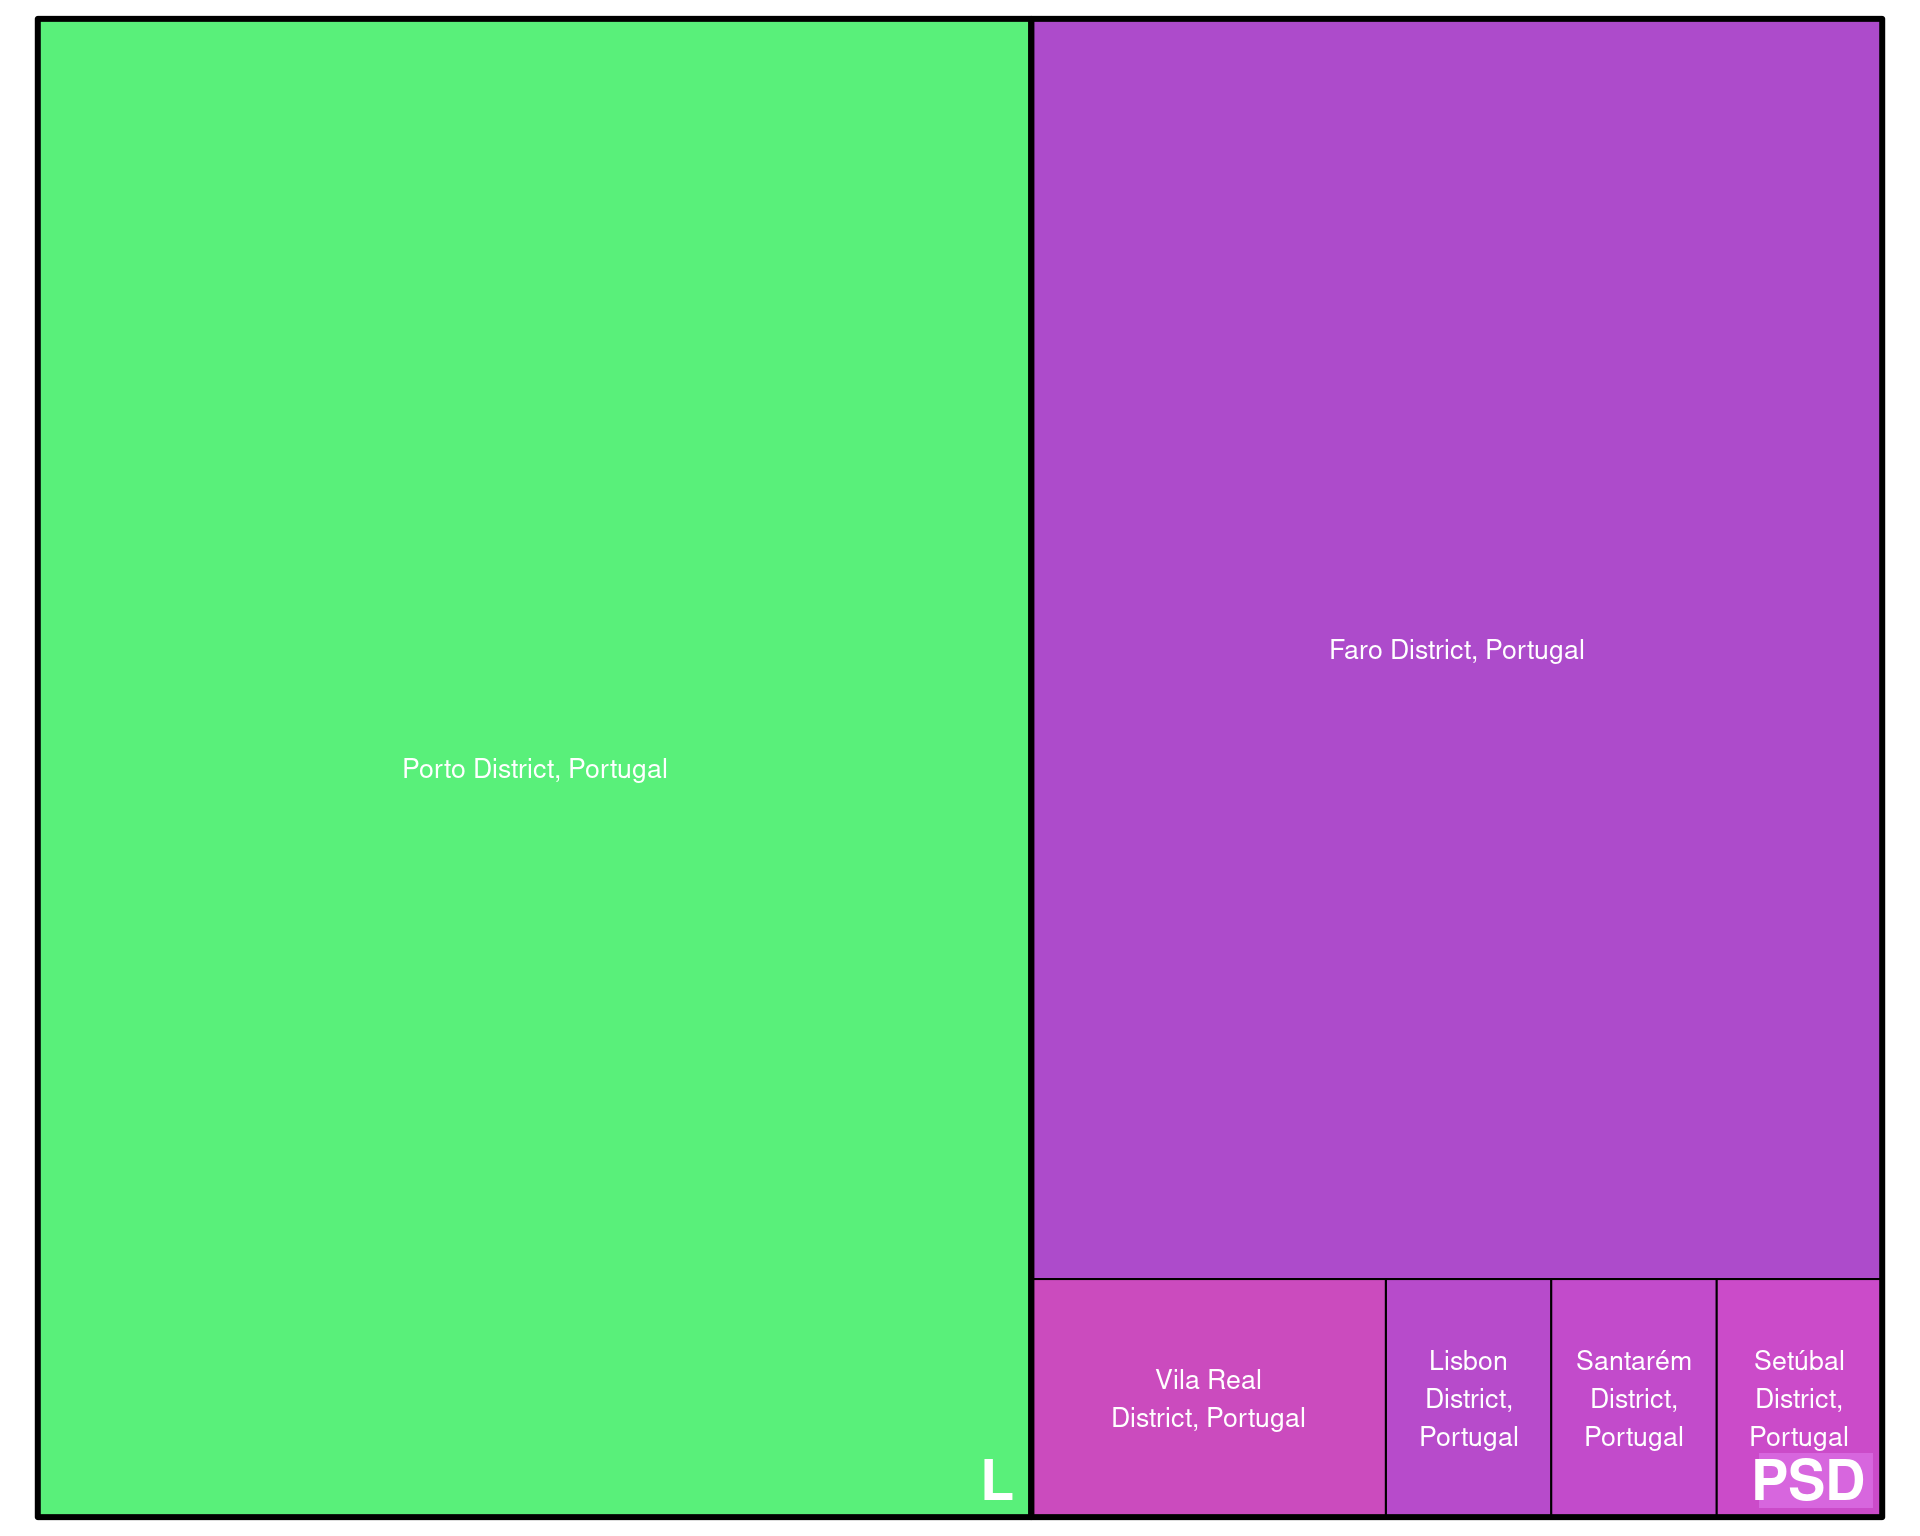 Porto District, Portugal
L
Faro District, Portugal
Vila Real
District, Portugal
Lisbon
District,
Portugal
Santarém
District,
Portugal
Setúbal
District,
Portugal
PSD